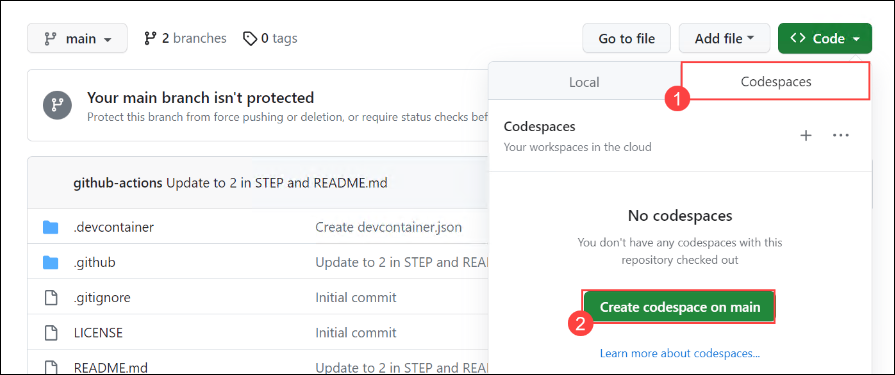 main
2 branches
0 tags
Go to file
Add file
Code
Local
Codespaces
1
Your main branch isn't protected
Protect this branch from force pushing or deletion, or require status checks
Codespaces
Your workspaces in the cloud
github-actions Update to 2 in STEP and README.md
No codespaces
You don't have any codespaces with this
repository checked out
.devcontainer
Create devcontainer.json
.github
Update to 2 in STEP and READ
.gitignore
Initial commit
Create codespace on main
2
LICENSE
Initial commit
Learn more about codespaces...
README.md
Update to 2 in STEP and READ